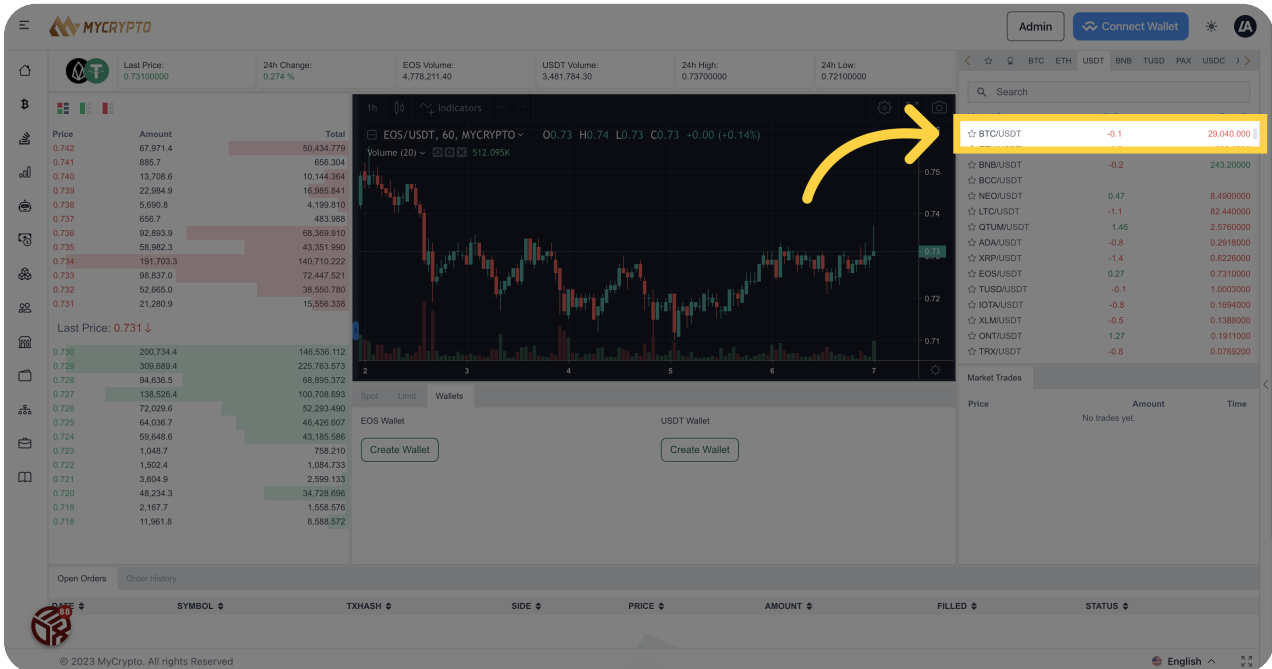 MYCRYPTO
Admin
Connect Wallet
Last Price:
0.73100000
24h Change:
0.274 %
EOS Volume:
4,778,211.40
USDT Volume:
3,481,784.30
24h High:
0.73700000
24h Low:
0.72100000
BTC ETH USDT BNB TUSD PAX USDC
Search
Price Amount Total
0.742 67,971.4 50,434.779
0.741 885.7 656.304
0.740 13,708.6 10,144.364
0.739 22,984.9 16,985.841
0.738 5,690.8 4,199.810
0.737 656.7 483.988
0.736 92,893.9 68,369.910
0.735 58,982.3 43,351.990
0.734 191,703.3 140,710.222
0.733 98,837.0 72,447.521
0.732 52,665.0 38,550.780
0.731 21,280.9 15,556.338
Last Price: 0.731↓
0.730 200,734.4 146,536.112
0.729 309,689.4 225,763.573
0.728 94,636.5 68,895.372
0.727 138,526.4 100,708.693
0.726 72,029.6 52,293.490
0.725 64,036.7 46,426.607
0.724 59,648.6 43,185.586
0.723 1,048.7 758.210
0.722 1,502.4 1,084.733
0.721 3,604.9 2,599.133
0.720 48,234.3 34,728.696
0.719 2,167.7 1,558.576
0.718 11,961.8 8,588.572
1h Indicators
EOS/USDT, 60, MYCRYPTO O0.73 H0.74 L0.73 C0.73 +0.00 (+0.14%)
Volume (20) 512.095K
0.75
0.74
0.73
0.72
0.71
2 3 4 5 6 7
Spot Limit Wallets
EOS Wallet
Create Wallet
USDT Wallet
Create Wallet
BTC/USDT -0.1 29,040.000
BNB/USDT -0.2 243.20000
BCC/USDT
NEO/USDT 0.47 8.4900000
LTC/USDT -1.1 82.440000
QTUM/USDT 1.46 2.5760000
ADA/USDT -0.8 0.2918000
XRP/USDT -1.4 0.6226000
EOS/USDT 0.27 0.7310000
TUSD/USDT -0.1 1.0003000
IOTA/USDT -0.8 0.1694000
XLM/USDT -0.5 0.1388000
ONT/USDT 1.27 0.1911000
TRX/USDT -0.8 0.0769200
Market Trades
Price Amount Time
No trades yet.
Open Orders Order History
DATE SYMBOL TXHASH SIDE PRICE AMOUNT FILLED STATUS
88
© 2023 MyCrypto. All rights Reserved
English